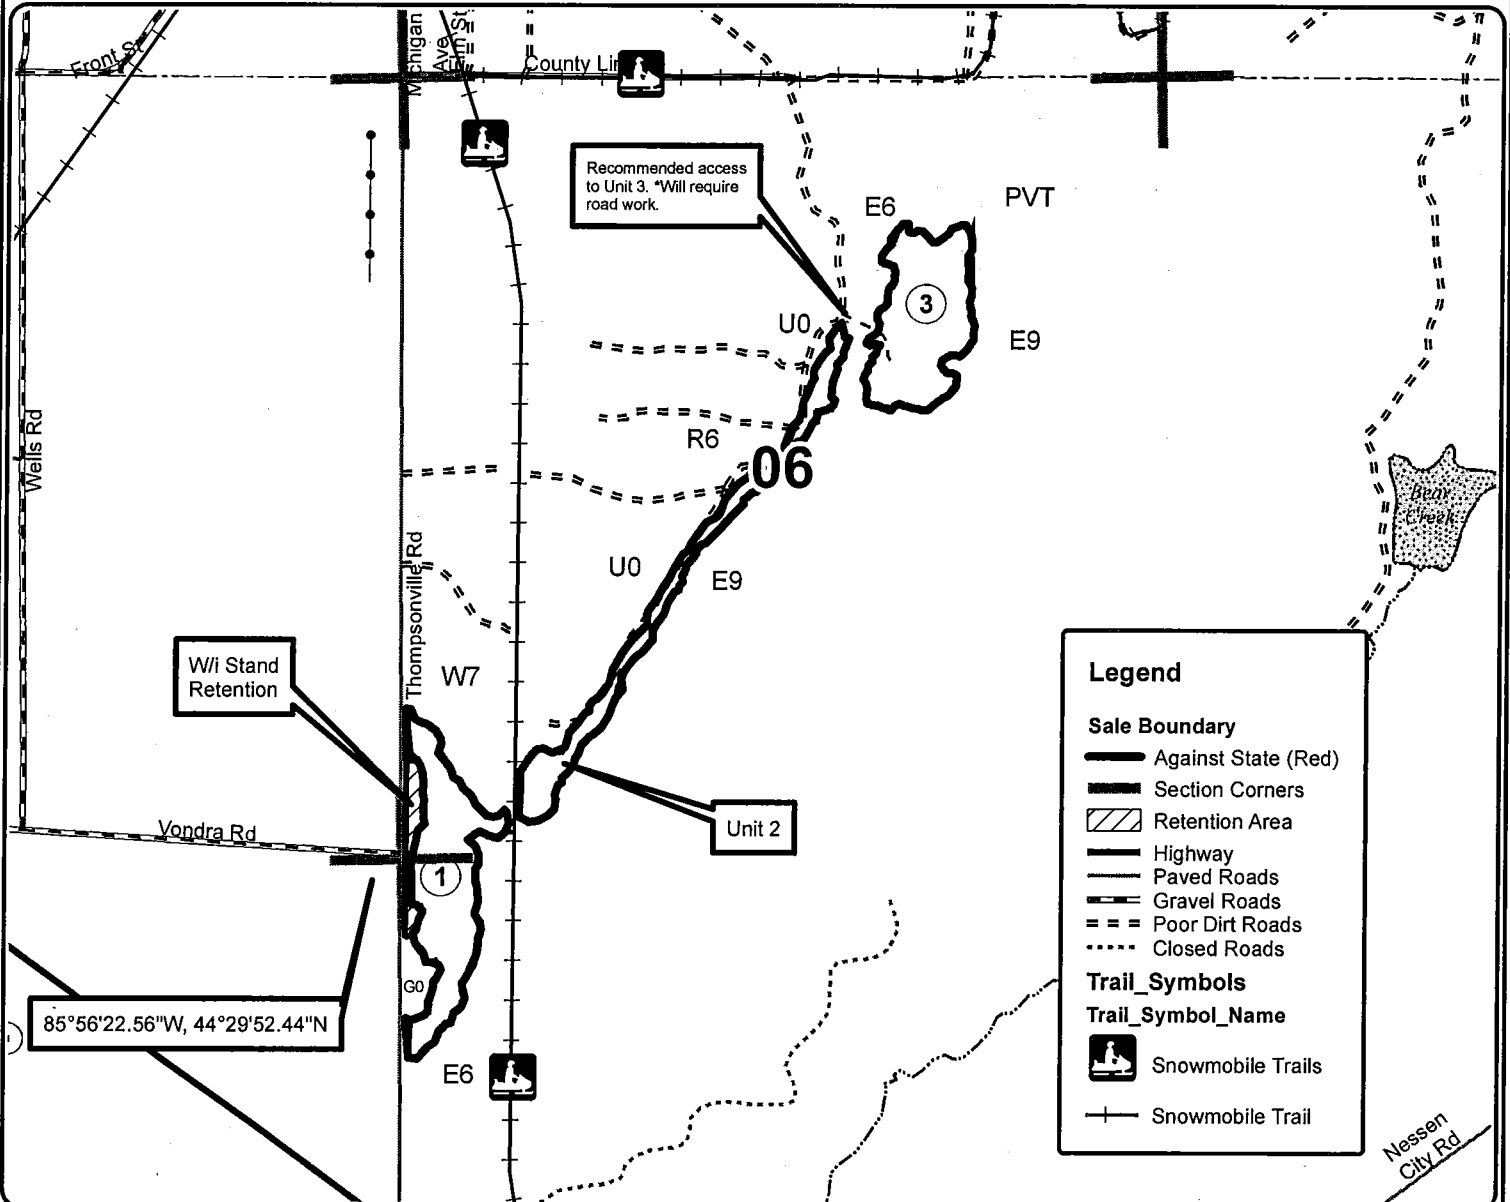 Front St
Michigan
Ave
Elm St
County Lin
Recommended access
to Unit 3. *Will require
road work.
E6
PVT
3
U0
E9
Wells Rd
R6
06
Bear
Creek
Thompsonville Rd
U0
E9
W/i Stand
Retention
W7
Unit 2
Vondra Rd
1
G0
85°56'22.56"W, 44°29'52.44"N
E6
Legend
Sale Boundary
Against State (Red)
Section Corners
Retention Area
Highway
Paved Roads
Gravel Roads
Poor Dirt Roads
Closed Roads
Trail_Symbols
Trail_Symbol_Name
Snowmobile Trails
Snowmobile Trail
Nessen
City Rd